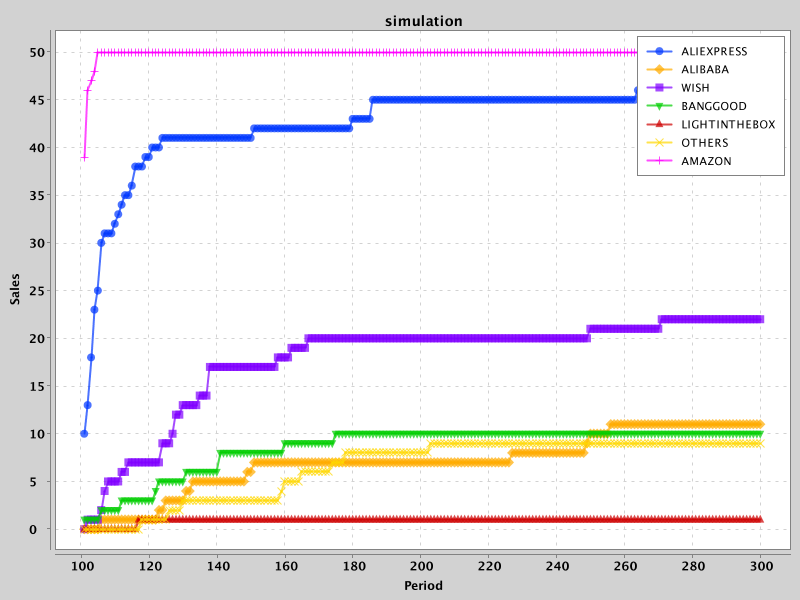 simulation
50
45
40
35
30
25
20
15
10
5
0
Sales
ALIEXPRESS
ALIBABA
WISH
BANGGOOD
LIGHTINTHEBOX
OTHERS
AMAZON
100 120 140 160 180 200 220 240 260 280 300
Period